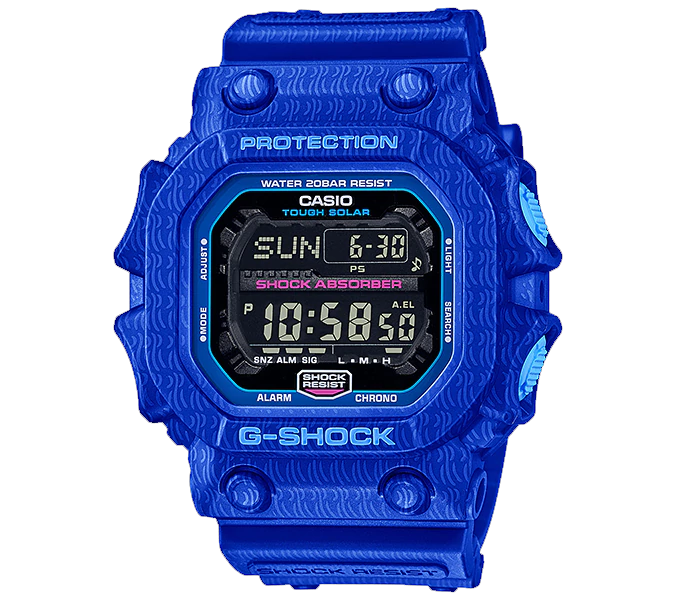 PROTECTION
WATER 20BAR RESIST
CASIO
TOUGH SOLAR
ADJUST
LIGHT
SUN 6-30
PS
SHOCK ABSORBER
MODE
SEARCH
P 10:58 50
A.EL
SNZ ALM SIG L • M • H
SHOCK
RESIST
ALARM CHRONO
G-SHOCK
SHOCK RESIST